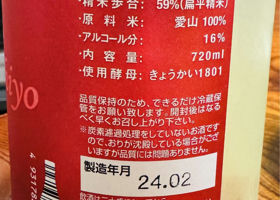 ・精米歩合： 59%(扁平精米)
・原料米： 愛山 100%
・アルコール分： 16%
・内容量： 720ml
・使用酵母：きょうかい1801
品質保持のため、できるだけ冷蔵保
管をお願い致します。開封後はなる
べく早くお召し上がり下さい。
※炭素濾過処理をしていないお酒です
ので、おりが沈殿している場合がござ
いますが品質には問題ありません。
製造年月 24.02
iyo